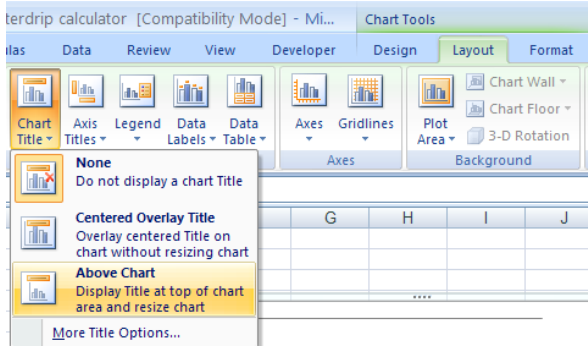 terdrip calculator [Compatibility Mode] - Mi... Chart Tools
las Data Review View Developer Design Layout Format
Chart Title Axis Titles Legend Data Labels Data Table Axes Gridlines Plot Area Chart Wall
Chart Floor
3-D Rotation
Axes Background
None
Do not display a chart Title
Centered Overlay Title
Overlay centered Title on
chart without resizing chart
Above Chart
Display Title at top of chart
area and resize chart
More Title Options...
G H I J